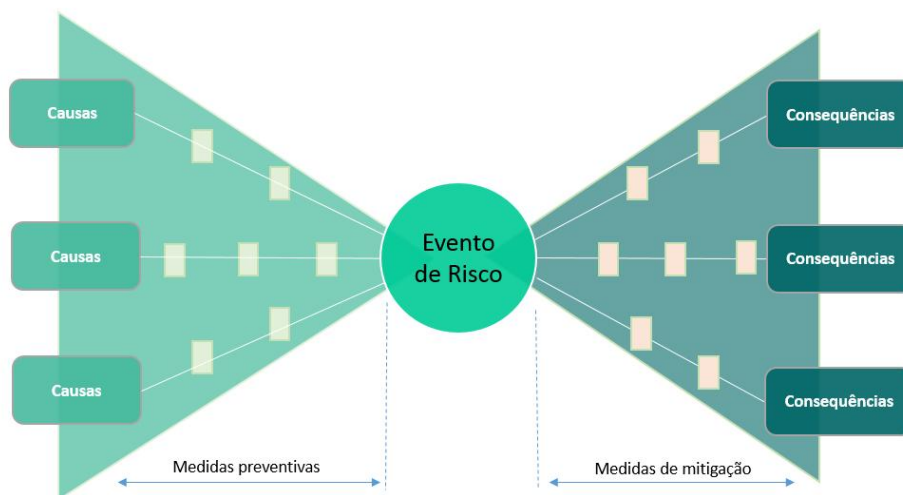 Causas
Consequências
Evento
de Risco
Causas
Consequências
Causas
Consequências
Medidas preventivas
Medidas de mitigação